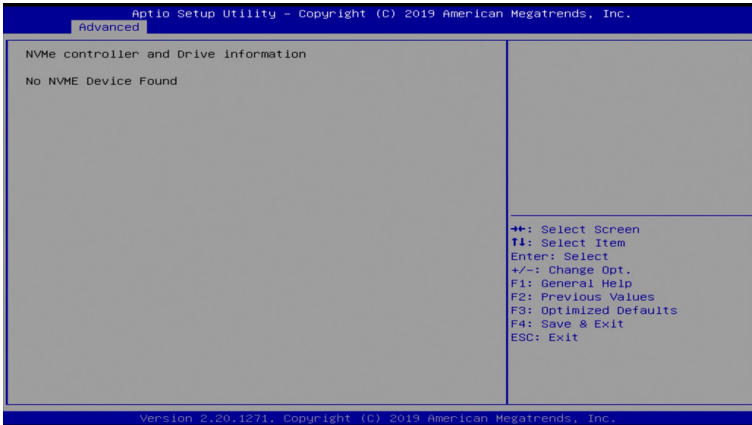 Aptio Setup Utility – Copyright (C) 2019 American Megatrends, Inc.
Advanced
NVMe controller and Drive information
No NVME Device Found
→←: Select Screen
↑↓: Select Item
Enter: Select
+/-: Change Opt.
F1: General Help
F2: Previous Values
F3: Optimized Defaults
F4: Save & Exit
ESC: Exit
Version 2.20.1271. Copyright (C) 2019 American Megatrends, Inc.